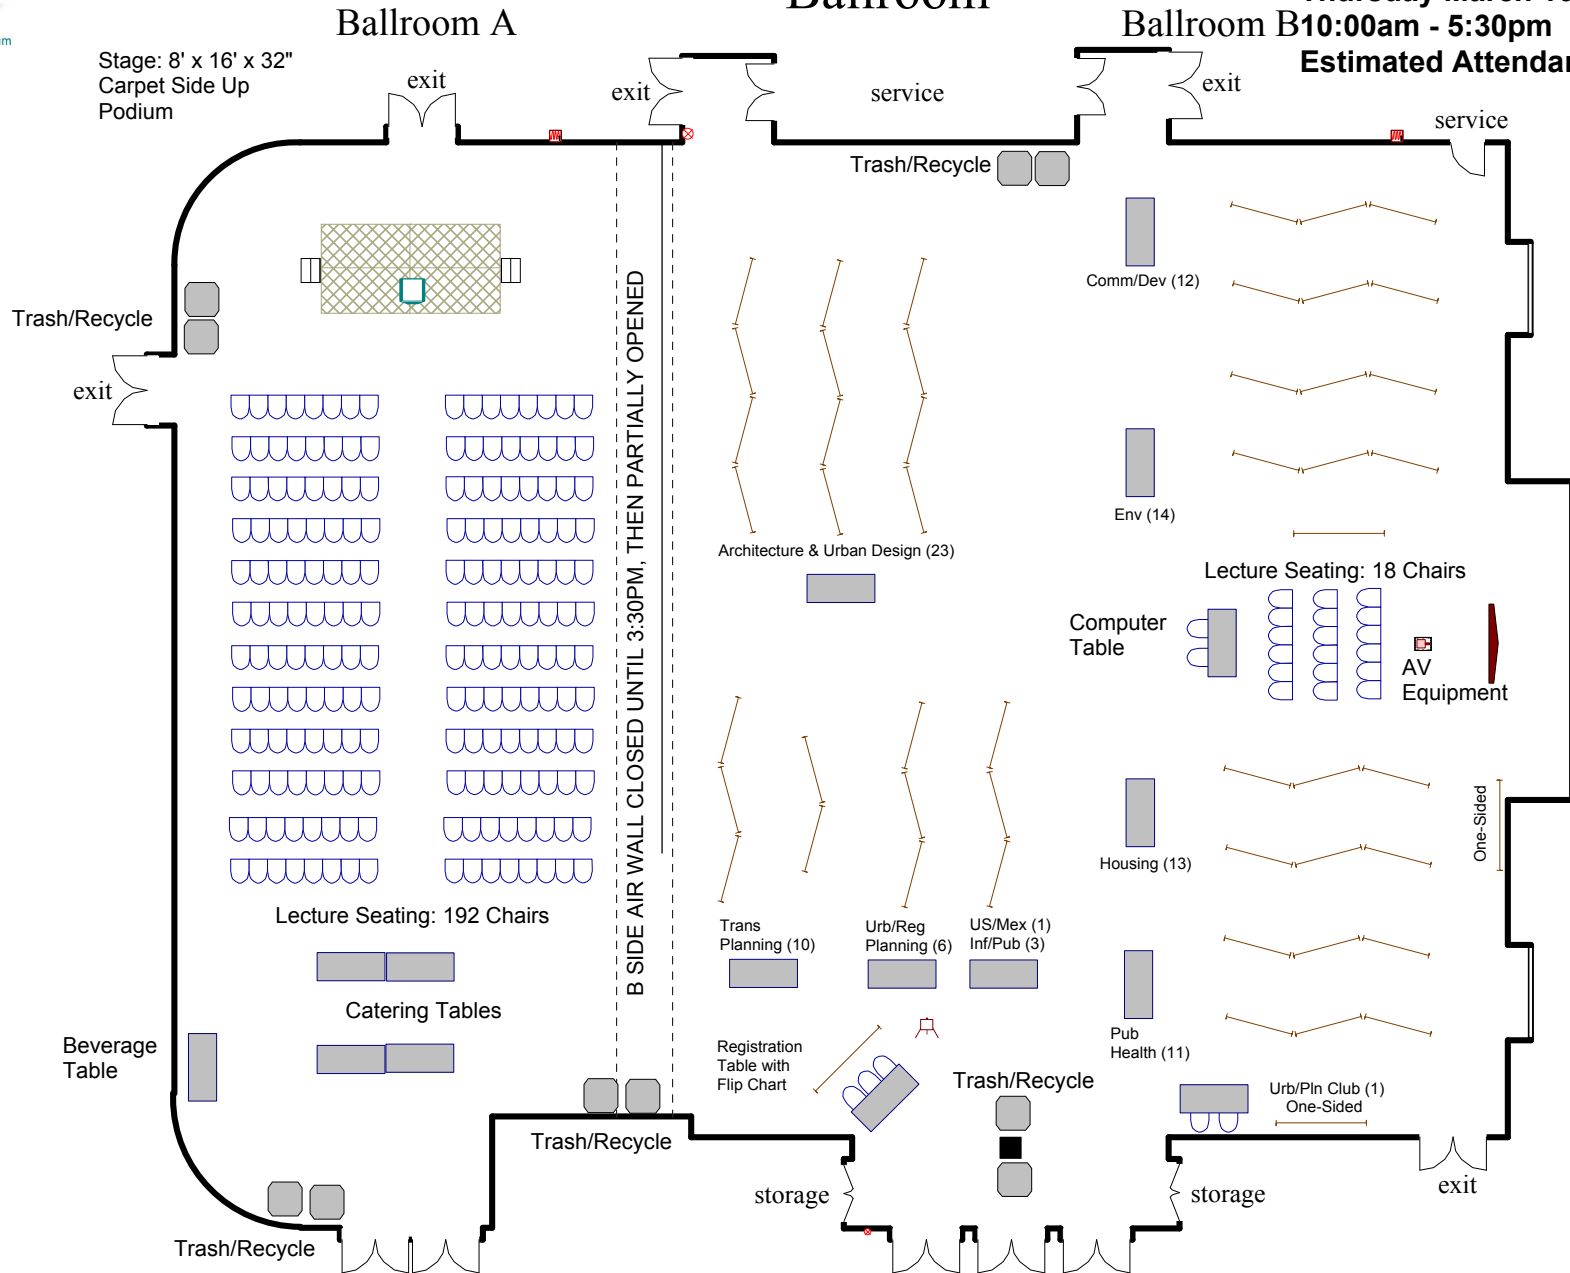 Ballroom
Ballroom A
Ballroom B
10:00am - 5:30pm
Stage: 8' x 16' x 32"
Carpet Side Up
Podium
exit
exit
service
exit
service
Trash/Recycle
Comm/Dev (12)
Trash/Recycle
exit
B SIDE AIR WALL CLOSED UNTIL 3:30PM, THEN PARTIALLY OPENED
Env (14)
Architecture & Urban Design (23)
Lecture Seating: 18 Chairs
Computer
Table
AV
Equipment
One-Sided
Housing (13)
Lecture Seating: 192 Chairs
Trans
Planning (10)
Urb/Reg
Planning (6)
US/Mex (1)
Inf/Pub (3)
Catering Tables
Beverage
Table
Registration
Table with
Flip Chart
Pub
Health (11)
Trash/Recycle
Urb/Pln Club (1)
One-Sided
Trash/Recycle
storage
storage
exit
Trash/Recycle
Thursday March
Estimated